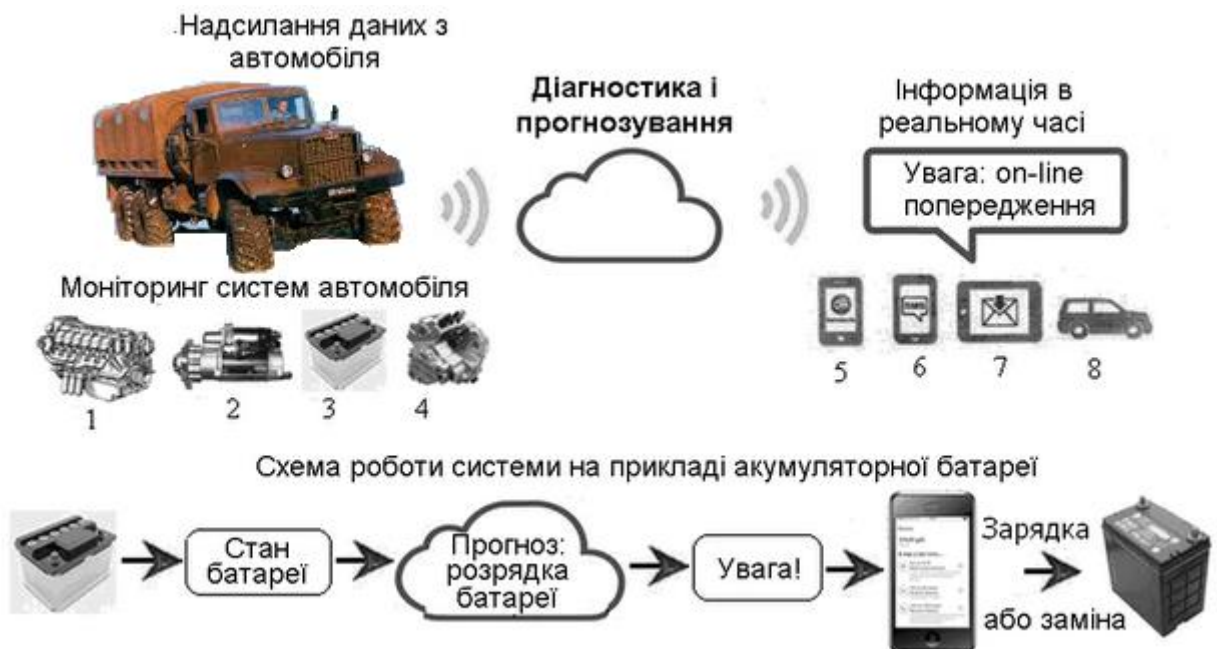 Надсилання даних з
автомобіля
Діагностика і
прогнозування
Інформація в
реальному часі
Увага: on-line
попередження
Моніторинг систем автомобіля
1
2
3
4
5
6
7
8
Схема роботи системи на прикладі акумуляторної батареї
Стан
батареї
Прогноз:
розрядка
батареї
Увага!
Зарядка
або заміна